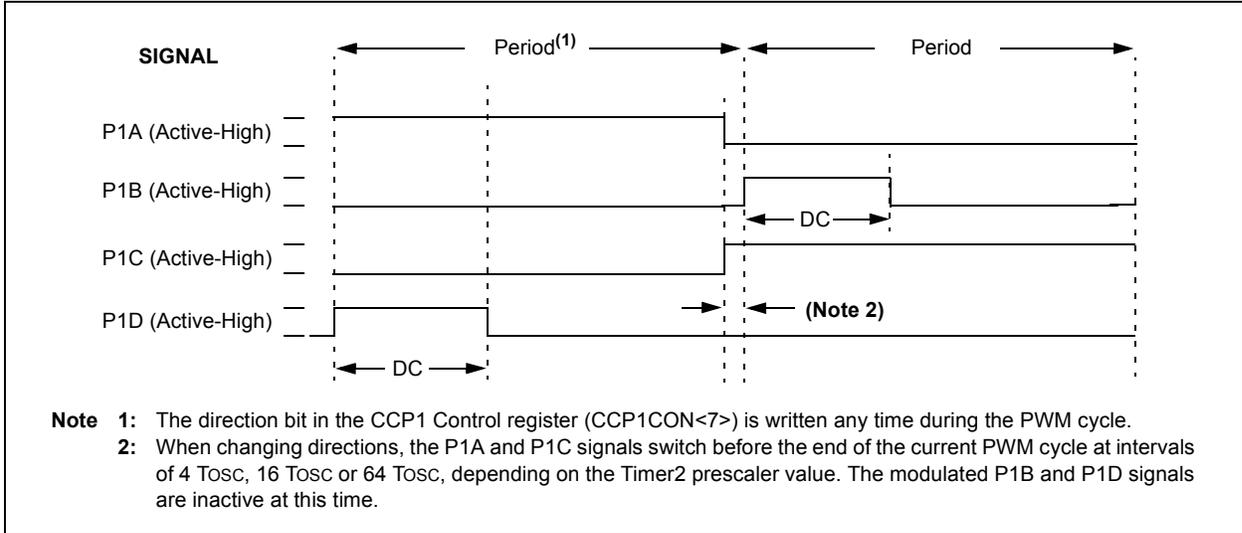 SIGNAL
Period(1)
Period
P1A (Active-High)
P1B (Active-High)
DC
P1C (Active-High)
P1D (Active-High)
(Note 2)
DC
Note 1: The direction bit in the CCP1 Control register (CCP1CON<7>) is written any time during the PWM cycle.
2: When changing directions, the P1A and P1C signals switch before the end of the current PWM cycle at intervals
of 4 TOSC, 16 TOSC or 64 TOSC, depending on the Timer2 prescaler value. The modulated P1B and P1D signals
are inactive at this time.